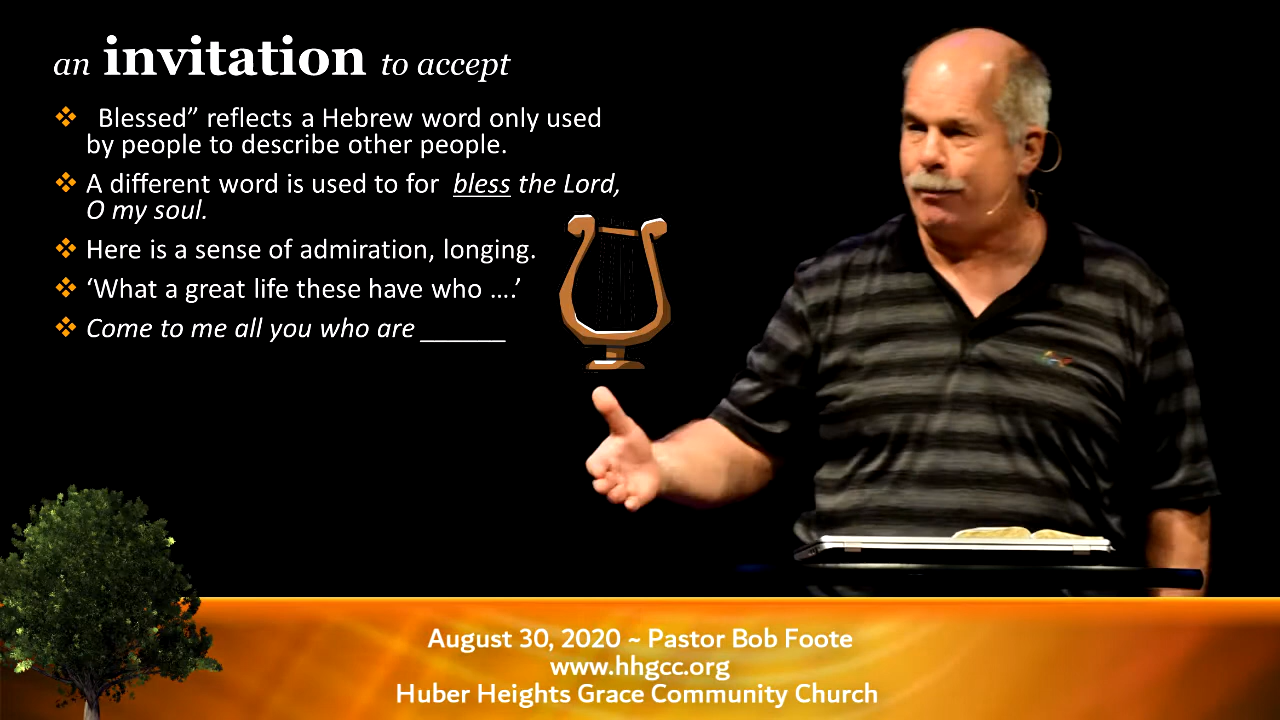 an invitation to accept
Blessed” reflects a Hebrew word only used
by people to describe other people.
A different word is used to for bless the Lord,
O my soul.
Here is a sense of admiration, longing.
‘What a great life these have who ….’
Come to me all you who are ______
August 30, 2020 ~ Pastor Bob Foote
www.hhgcc.org
Huber Heights Grace Community Church